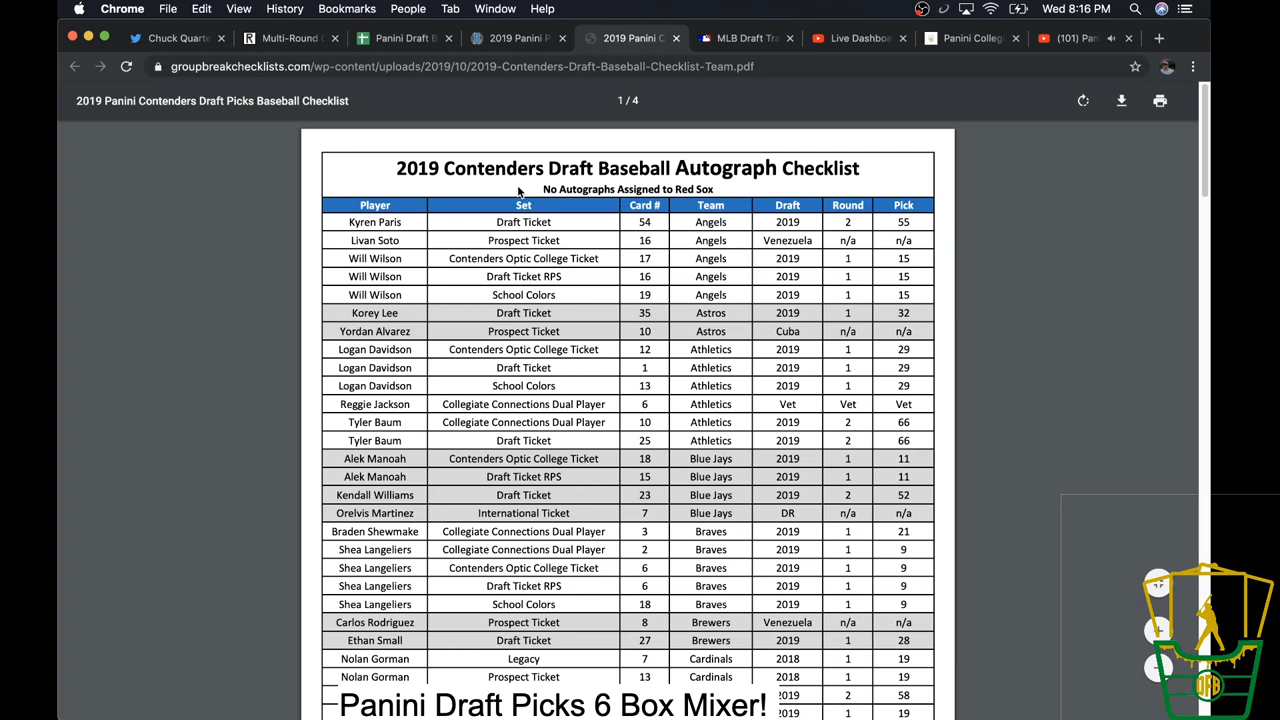 Chrome File Edit View History Bookmarks People Tab Window Help Wed 8:16 PM
Chuck Quarte Multi-Round Panini Draft B 2019 Panini P 2019 Panini C MLB Draft Tra Live Dashboa Panini Colleg (101) Pan
groupbreakchecklists.com/wp-content/uploads/2019/10/2019-Contenders-Draft-Baseball-Checklist-Team.pdf
2019 Panini Contenders Draft Picks Baseball Checklist 1 / 4
2019 Contenders Draft Baseball Autograph Checklist
No Autographs Assigned to Red Sox
Player Set Card # Team Draft Round Pick
Kyren Paris Draft Ticket 54 Angels 2019 2 55
Livan Soto Prospect Ticket 16 Angels Venezuela n/a n/a
Will Wilson Contenders Optic College Ticket 17 Angels 2019 1 15
Will Wilson Draft Ticket RPS 16 Angels 2019 1 15
Will Wilson School Colors 19 Angels 2019 1 15
Korey Lee Draft Ticket 35 Astros 2019 1 32
Yordan Alvarez Prospect Ticket 10 Astros Cuba n/a n/a
Logan Davidson Contenders Optic College Ticket 12 Athletics 2019 1 29
Logan Davidson Draft Ticket 1 Athletics 2019 1 29
Logan Davidson School Colors 13 Athletics 2019 1 29
Reggie Jackson Collegiate Connections Dual Player 6 Athletics Vet Vet Vet
Tyler Baum Collegiate Connections Dual Player 10 Athletics 2019 2 66
Tyler Baum Draft Ticket 25 Athletics 2019 2 66
Alek Manoah Contenders Optic College Ticket 18 Blue Jays 2019 1 11
Alek Manoah Draft Ticket RPS 15 Blue Jays 2019 1 11
Kendall Williams Draft Ticket 23 Blue Jays 2019 2 52
Orelvis Martinez International Ticket 7 Blue Jays DR n/a n/a
Braden Shewmake Collegiate Connections Dual Player 3 Braves 2019 1 21
Shea Langeliers Collegiate Connections Dual Player 2 Braves 2019 1 9
Shea Langeliers Contenders Optic College Ticket 6 Braves 2019 1 9
Shea Langeliers Draft Ticket RPS 6 Braves 2019 1 9
Shea Langeliers School Colors 18 Braves 2019 1 9
Carlos Rodriguez Prospect Ticket 8 Brewers Venezuela n/a n/a
Ethan Small Draft Ticket 27 Brewers 2019 1 28
Nolan Gorman Legacy 7 Cardinals 2018 1 19
Nolan Gorman Prospect Ticket 13 Cardinals 2018 1 19
2019 2 58
2019 1 19
Panini Draft Picks 6 Box Mixer!
DFB